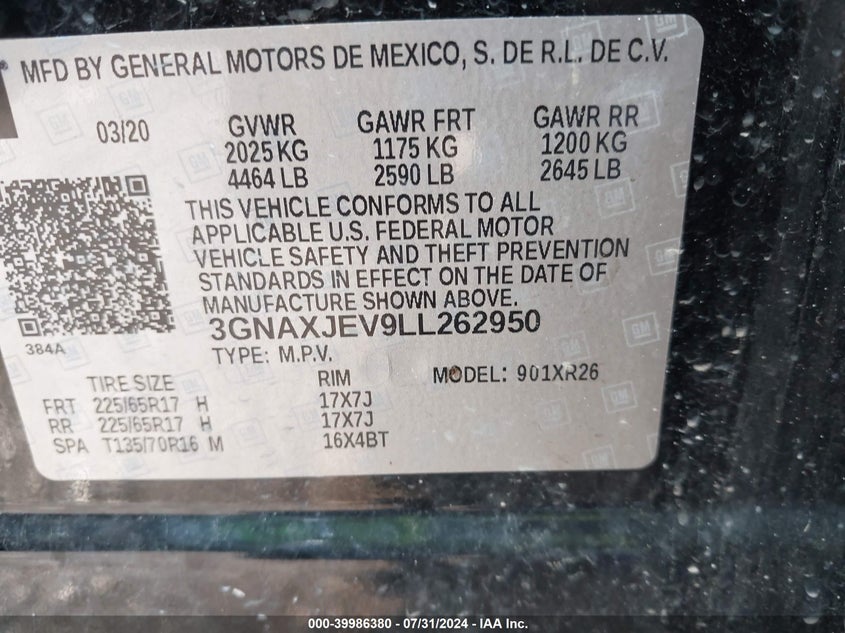 MFD BY GENERAL MOTORS DE MEXICO, S. DE R.L. DE C.V.
03/20 GVWR GAWR FRT GAWR RR
2025 KG 1175 KG 1200 KG
4464 LB 2590 LB 2645 LB
THIS VEHICLE CONFORMS TO ALL
APPLICABLE U.S. FEDERAL MOTOR
VEHICLE SAFETY AND THEFT PREVENTION
STANDARDS IN EFFECT ON THE DATE OF
MANUFACTURE SHOWN ABOVE.
3GNAXJEV9LL262950
384A
TYPE: M.P.V.
TIRE SIZE RIM MODEL: 901XR26
FRT 225/65R17 H 17X7J
RR 225/65R17 H 17X7J
SPA T135/70R16 M 16X4BT
000-39986380 - 07/31/2024 - IAA Inc.